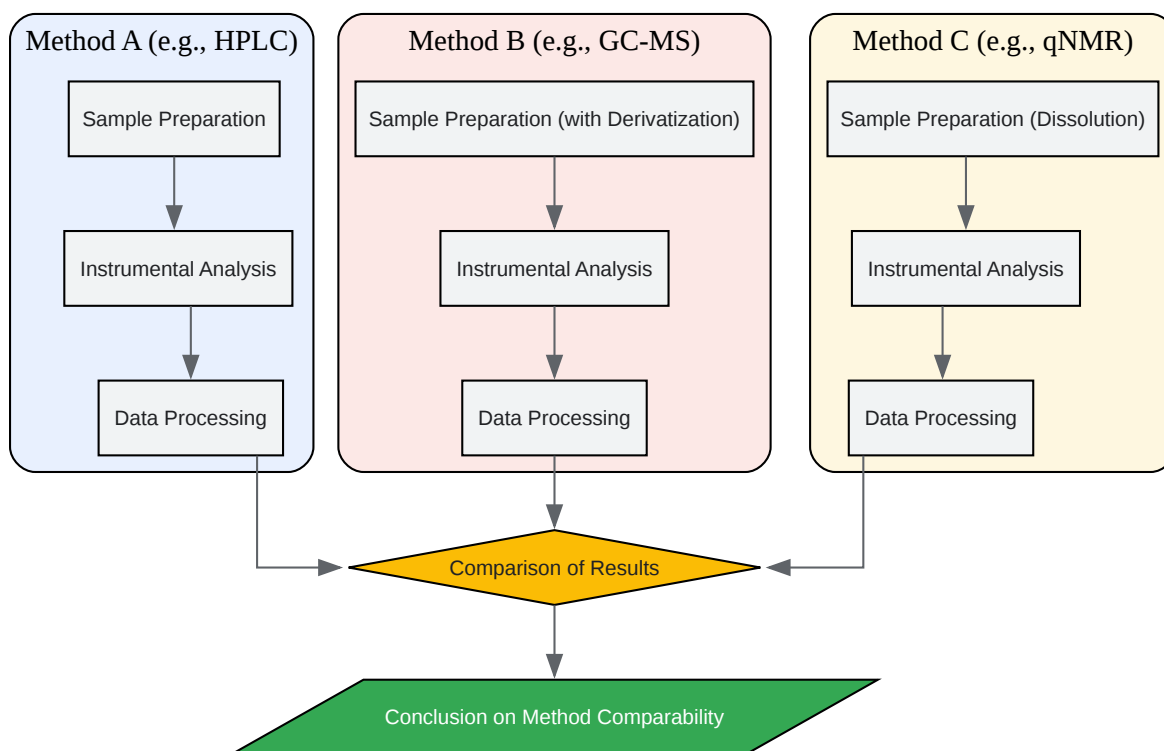 Method A (e.g., HPLC)
Sample Preparation
Instrumental Analysis
Data Processing
Method B (e.g., GC-MS)
Sample Preparation (with Derivatization)
Instrumental Analysis
Data Processing
Method C (e.g., qNMR)
Sample Preparation (Dissolution)
Instrumental Analysis
Data Processing
Comparison of Results
Conclusion on Method Comparability